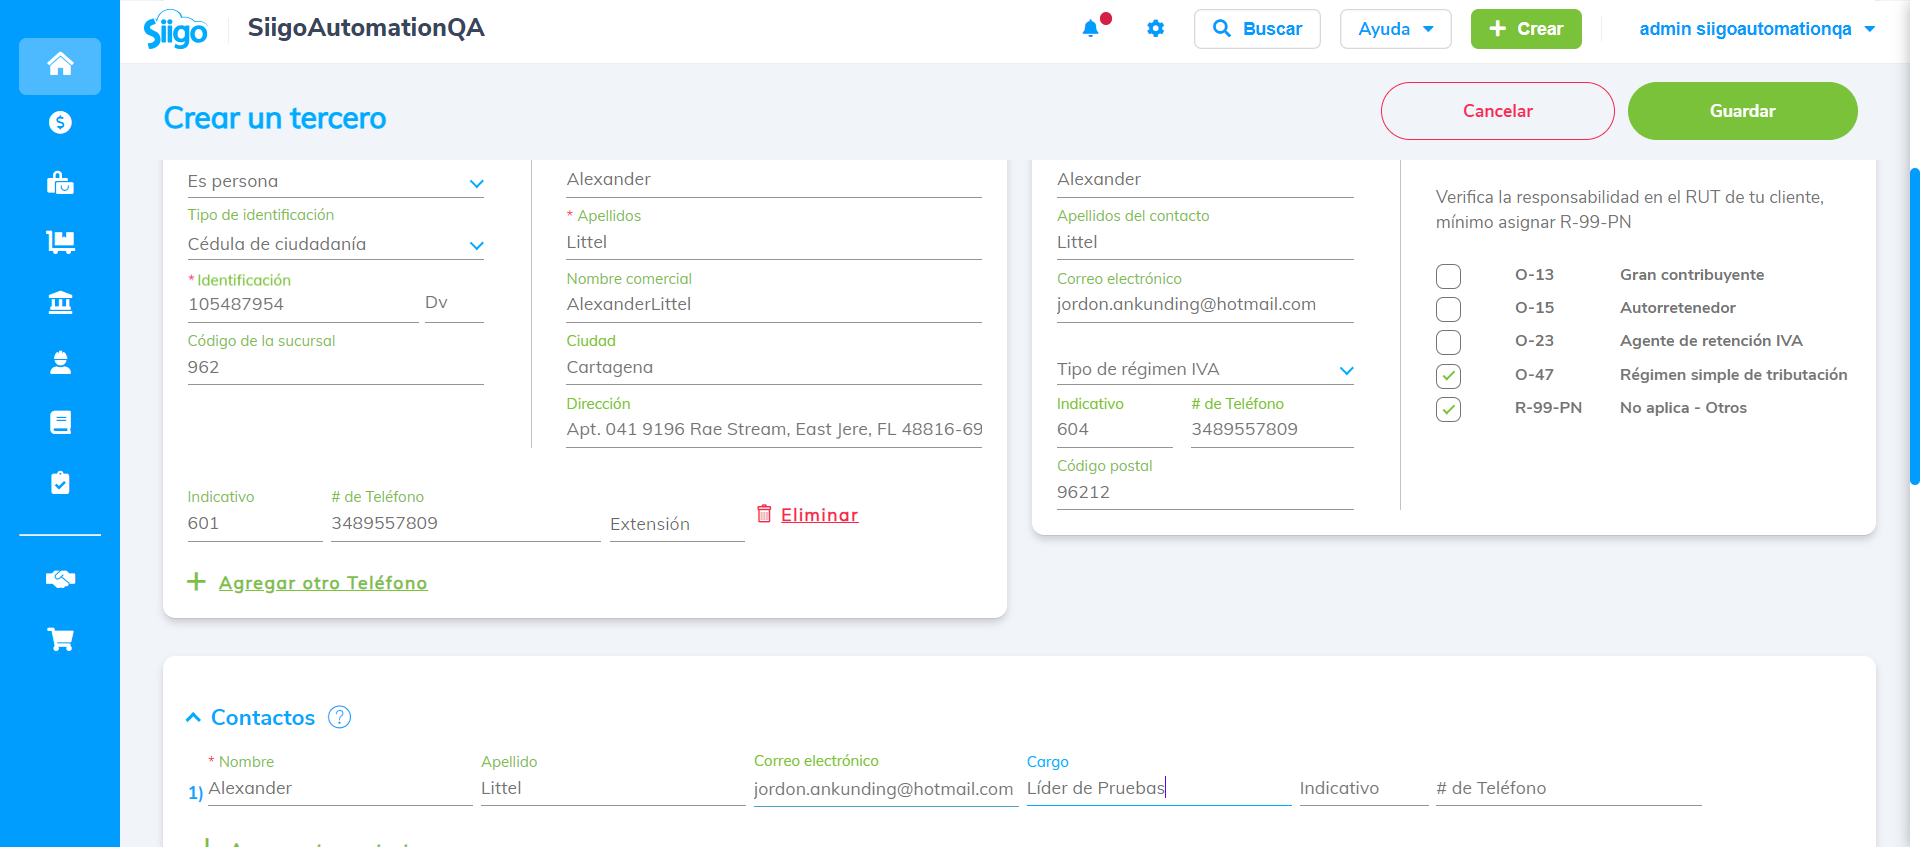 Siigo
SiigoAutomationQA
Buscar
Ayuda
Crear
admin siigoautomationqa
Crear un tercero
Cancelar
Guardar
Es persona
Tipo de identificación
Cédula de ciudadanía
* Identificación
105487954
Dv
Código de la sucursal
962
Alexander
* Apellidos
Littel
Nombre comercial
AlexanderLittel
Ciudad
Cartagena
Dirección
Apt. 041 9196 Rae Stream, East Jere, FL 48816-69
Indicativo
601
# de Teléfono
3489557809
Extensión
Eliminar
Agregar otro Teléfono
Alexander
Apellidos del contacto
Littel
Correo electrónico
jordon.ankunding@hotmail.com
Tipo de régimen IVA
Indicativo
604
# de Teléfono
3489557809
Código postal
96212
Verifica la responsabilidad en el RUT de tu cliente,
mínimo asignar R-99-PN
O-13 Gran contribuyente
O-15 Autorretenedor
O-23 Agente de retención IVA
O-47 Régimen simple de tributación
R-99-PN No aplica - Otros
Contactos ?
1)
* Nombre
Alexander
Apellido
Littel
Correo electrónico
jordon.ankunding@hotmail.com
Cargo
Líder de Pruebas
Indicativo
# de Teléfono